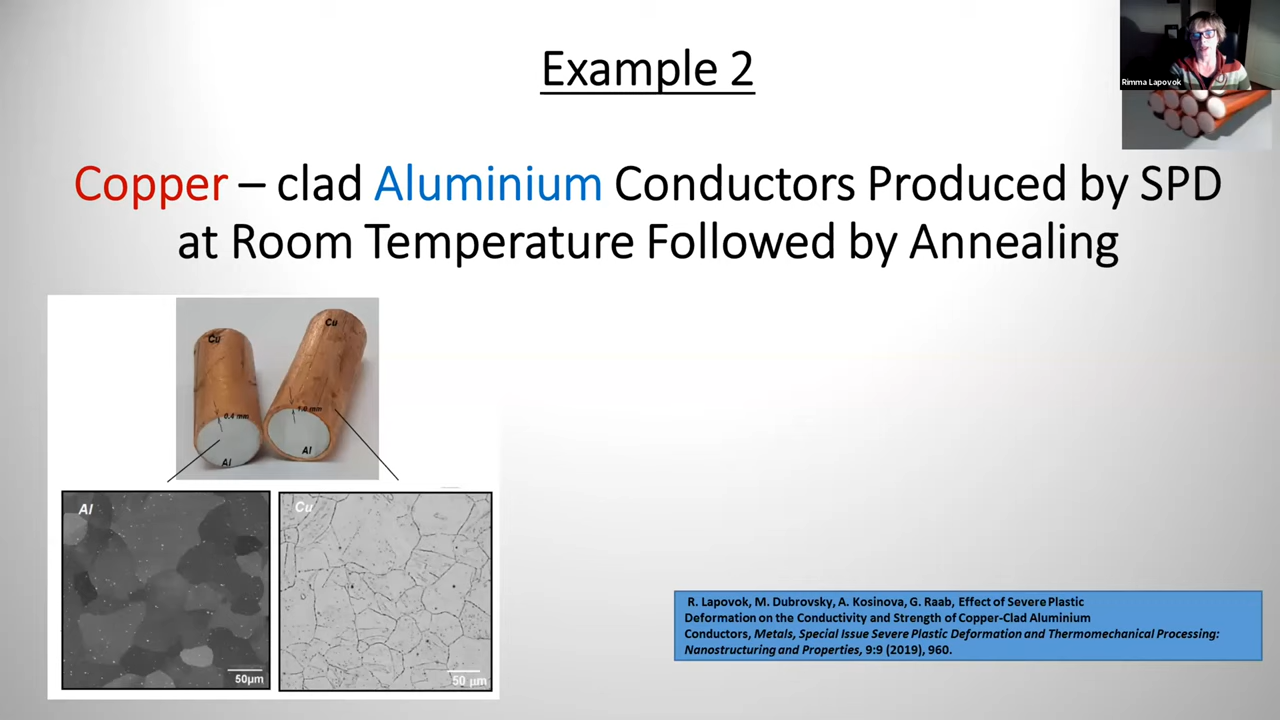 Example 2
Rimma Lapovok
Copper – clad Aluminium Conductors Produced by SPD
at Room Temperature Followed by Annealing
Cu
Cu
0.4 mm
1.6 mm
Al
Al
Al
Cu
50μm
50 μm
R. Lapovok, M. Dubrovsky, A. Kosinova, G. Raab, Effect of Severe Plastic
Deformation on the Conductivity and Strength of Copper-Clad Aluminium
Conductors, Metals, Special Issue Severe Plastic Deformation and Thermomechanical Processing:
Nanostructuring and Properties, 9:9 (2019), 960.